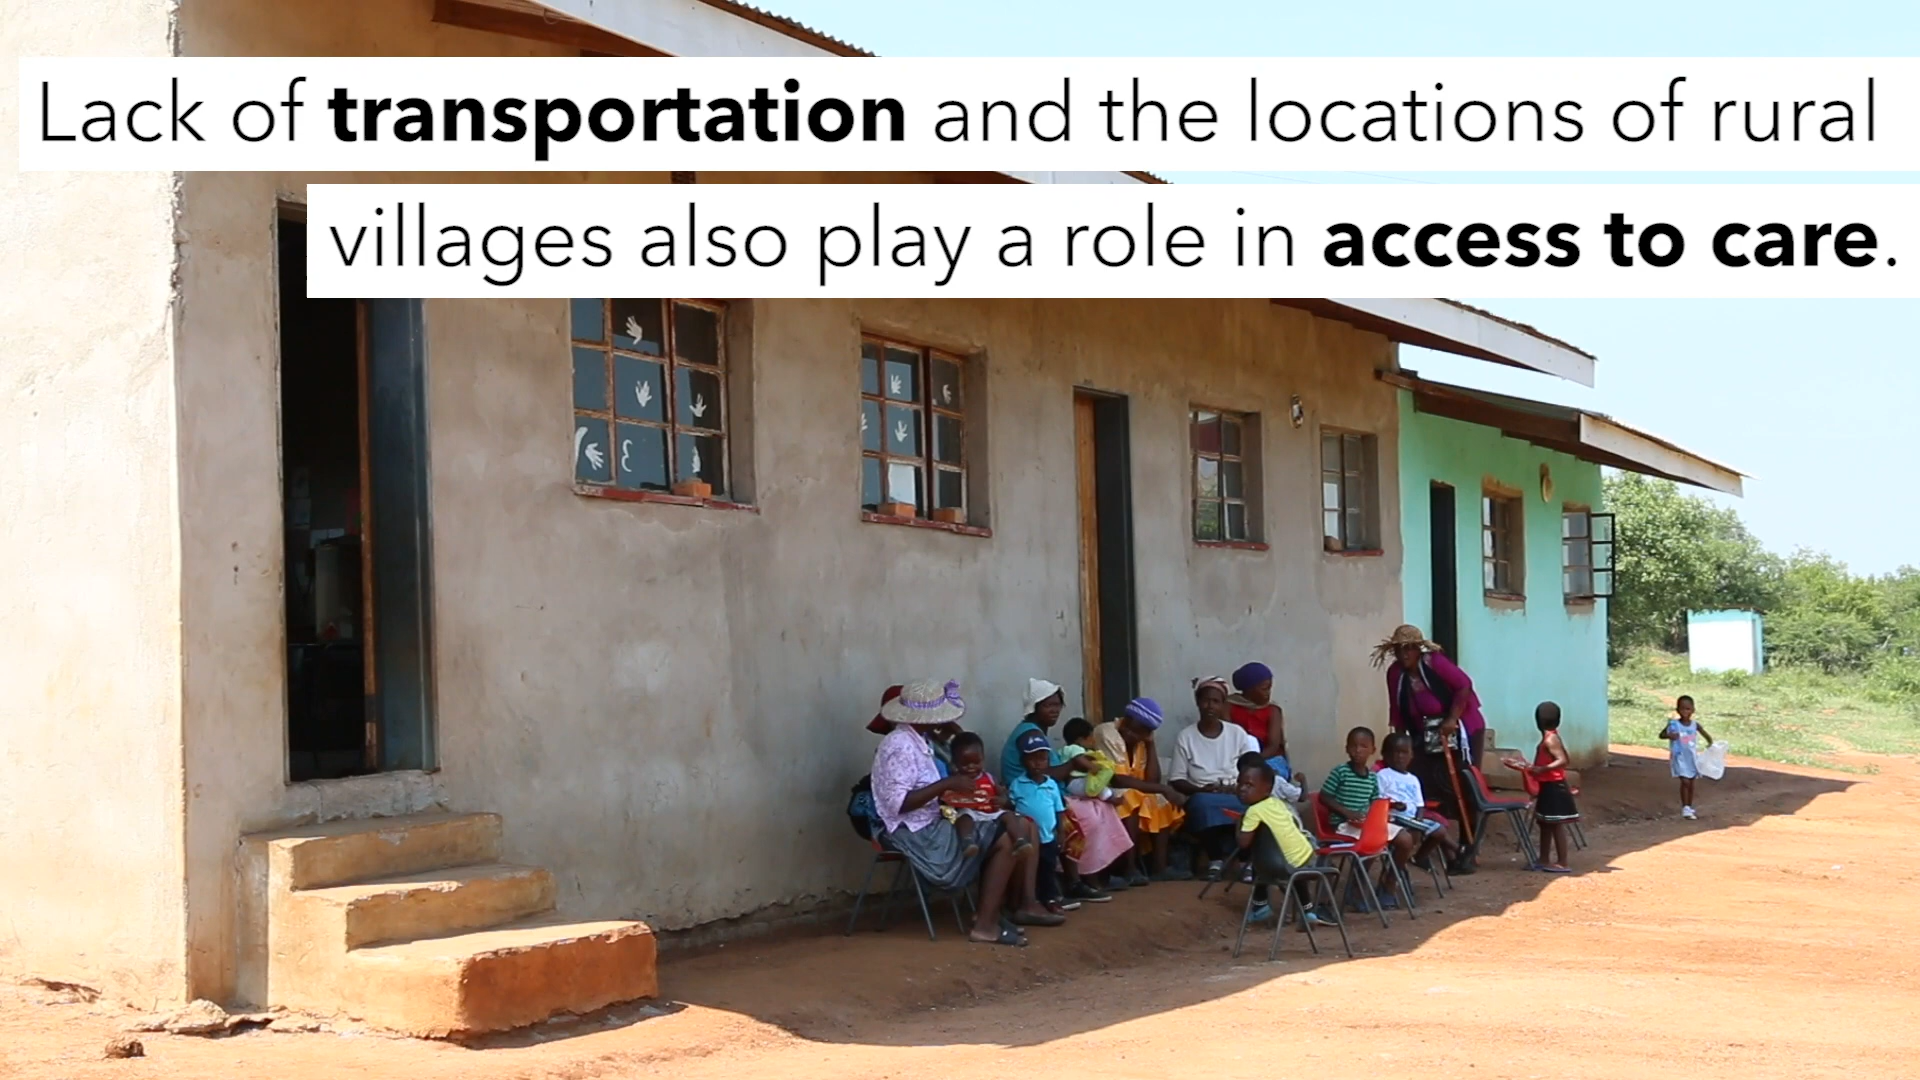 Lack of transportation and the locations of rural
villages also play a role in access to care.